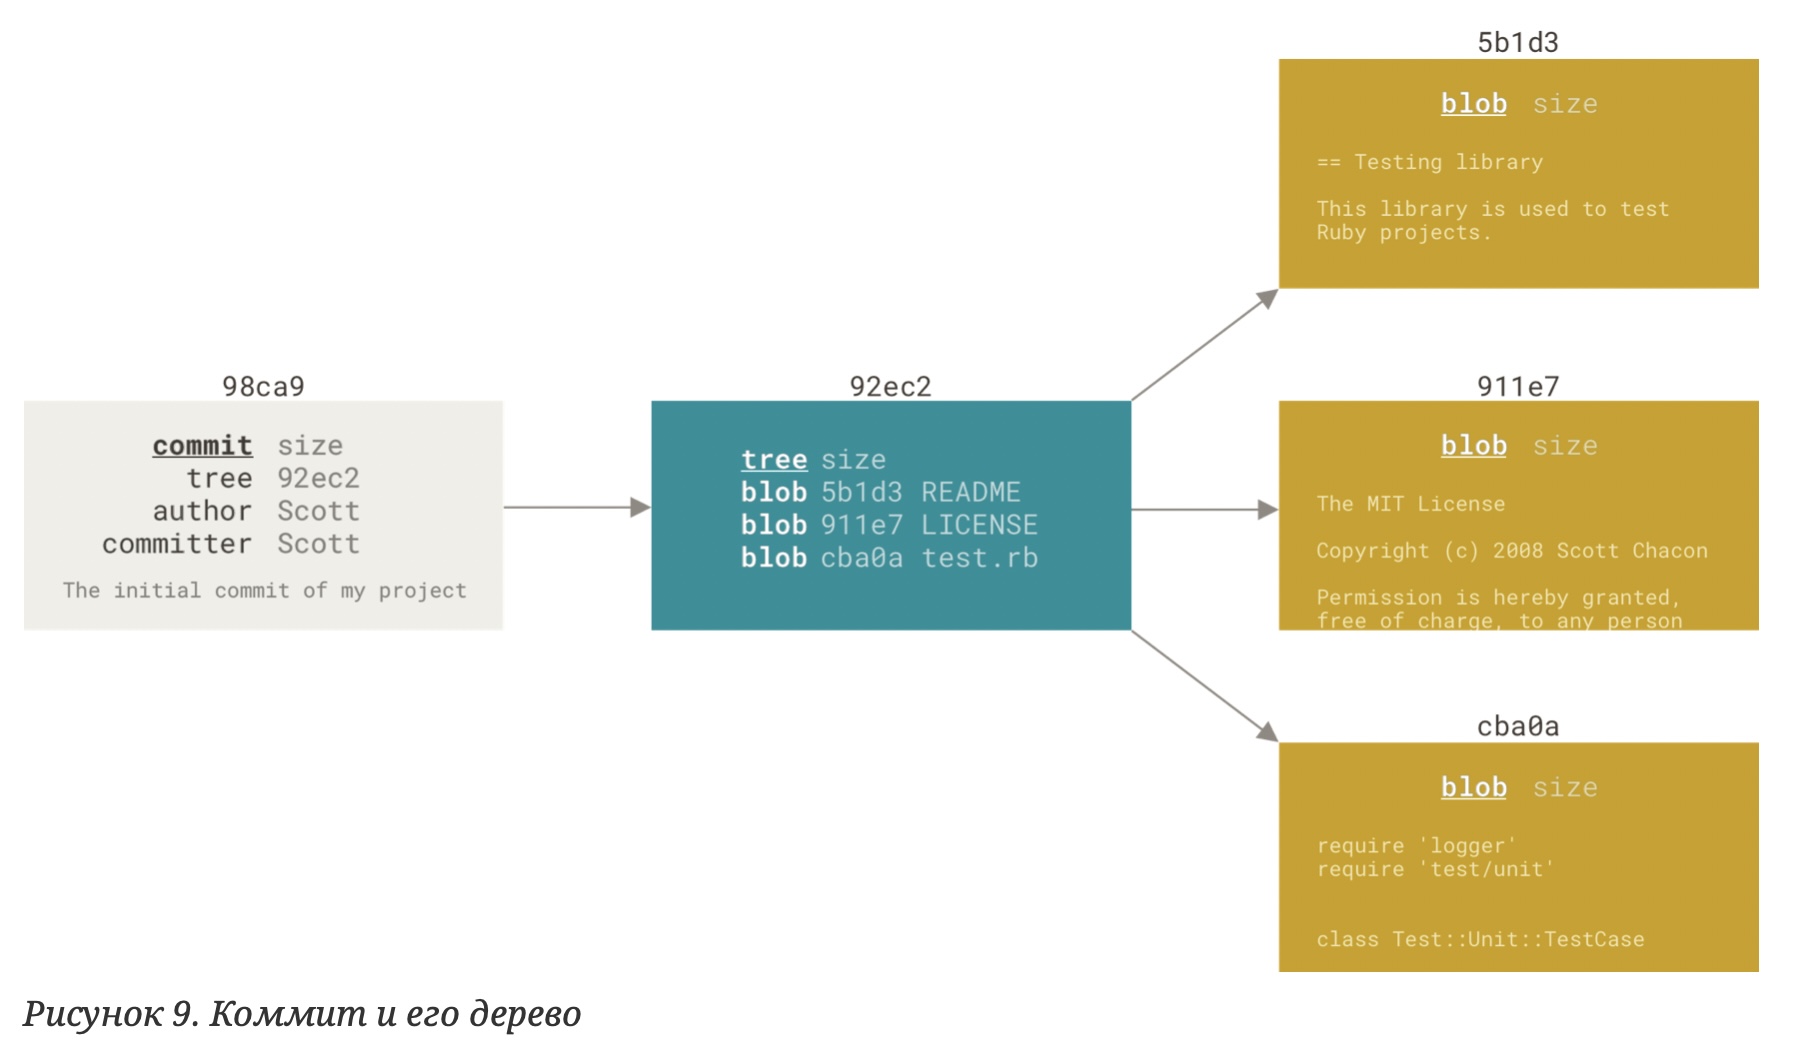 98ca9
commit size
tree 92ec2
author Scott
committer Scott
The initial commit of my project
92ec2
tree size
blob 5b1d3 README
blob 911e7 LICENSE
blob cba0a test.rb
5b1d3
blob size
== Testing library
This library is used to test
Ruby projects.
911e7
blob size
The MIT License
Copyright (c) 2008 Scott Chacon
Permission is hereby granted,
free of charge, to any person
cba0a
blob size
require 'logger'
require 'test/unit'
class Test::Unit::TestCase
Рисунок 9. Коммит и его дерево